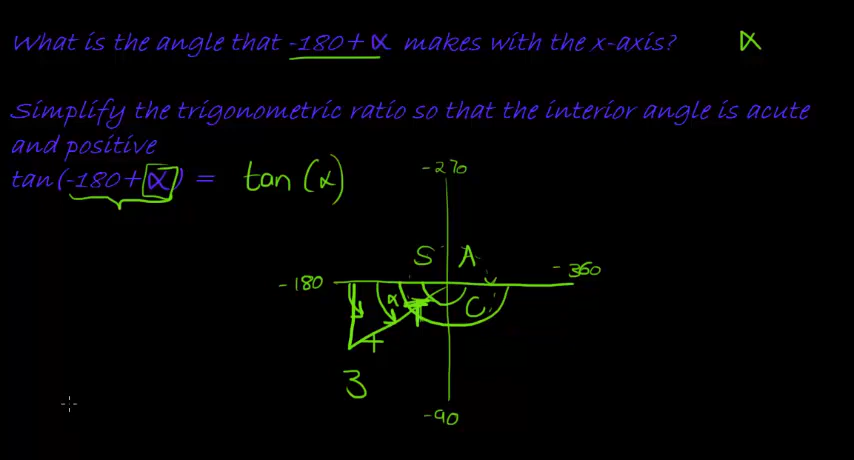 What is the angle that -180+α makes with the x-axis? α
Simplify the trigonometric ratio so that the interior angle is acute
and positive
tan(-180+α) = tan(α)
-270
S A
-180 -360
α T C
3
-90